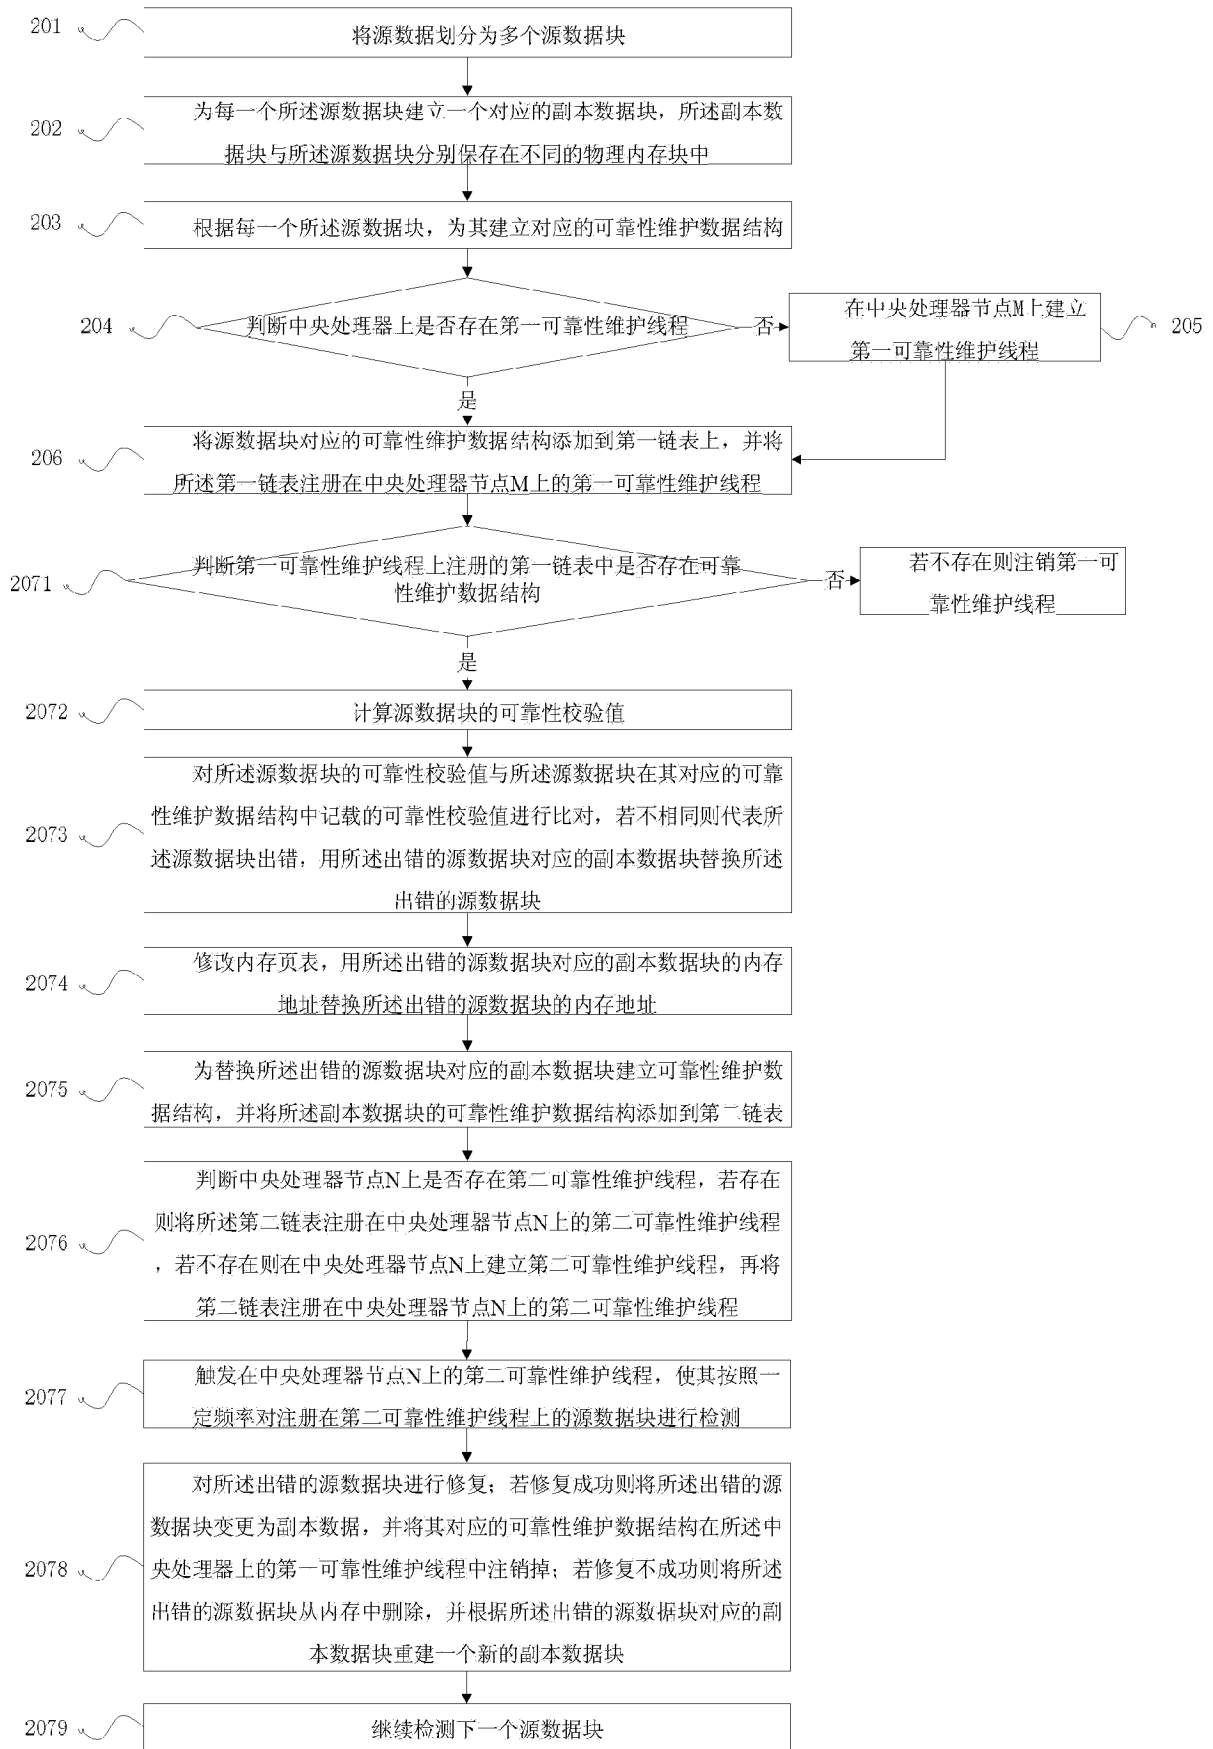 201
将源数据划分为多个源数据块
202
为每一个所述源数据块建立一个对应的副本数据块，所述副本数
据块与所述源数据块分别保存在不同的物理内存块中
203
根据每一个所述源数据块，为其建立对应的可靠性维护数据结构
204
判断中央处理器上是否存在第一可靠性维护线程
否
在中央处理器节点M上建立
第一可靠性维护线程
205
是
206
将源数据块对应的可靠性维护数据结构添加到第一链表上，并将
所述第一链表注册在中央处理器节点M上的第一可靠性维护线程
2071
判断第一可靠性维护线程上注册的第一链表中是否存在可靠
性维护数据结构
否
若不存在则注销第一可
靠性维护线程
是
2072
计算源数据块的可靠性校验值
2073
对所述源数据块的可靠性校验值与所述源数据块在其对应的可靠
性维护数据结构中记载的可靠性校验值进行比对，若不相同则代表所
述源数据块出错，用所述出错的源数据块对应的副本数据块替换所述
出错的源数据块
2074
修改内存页表，用所述出错的源数据块对应的副本数据块的内存
地址替换所述出错的源数据块的内存地址
2075
为替换所述出错的源数据块对应的副本数据块建立可靠性维护数
据结构，并将所述副本数据块的可靠性维护数据结构添加到第二链表
2076
判断中央处理器节点N上是否存在第二可靠性维护线程，若存在
则将所述第二链表注册在中央处理器节点N上的第二可靠性维护线程
，若不存在则在中央处理器节点N上建立第二可靠性维护线程，再将
第二链表注册在中央处理器节点N上的第二可靠性维护线程
2077
触发在中央处理器节点N上的第二可靠性维护线程，使其按照一
定频率对注册在第二可靠性维护线程上的源数据块进行检测
2078
对所述出错的源数据块进行修复；若修复成功则将所述出错的源
数据块变更为副本数据，并将其对应的可靠性维护数据结构在所述中
央处理器上的第一可靠性维护线程中注销掉；若修复不成功则将所述
出错的源数据块从内存中删除，并根据所述出错的源数据块对应的副
本数据块重建一个新的副本数据块
2079
继续检测下一个源数据块